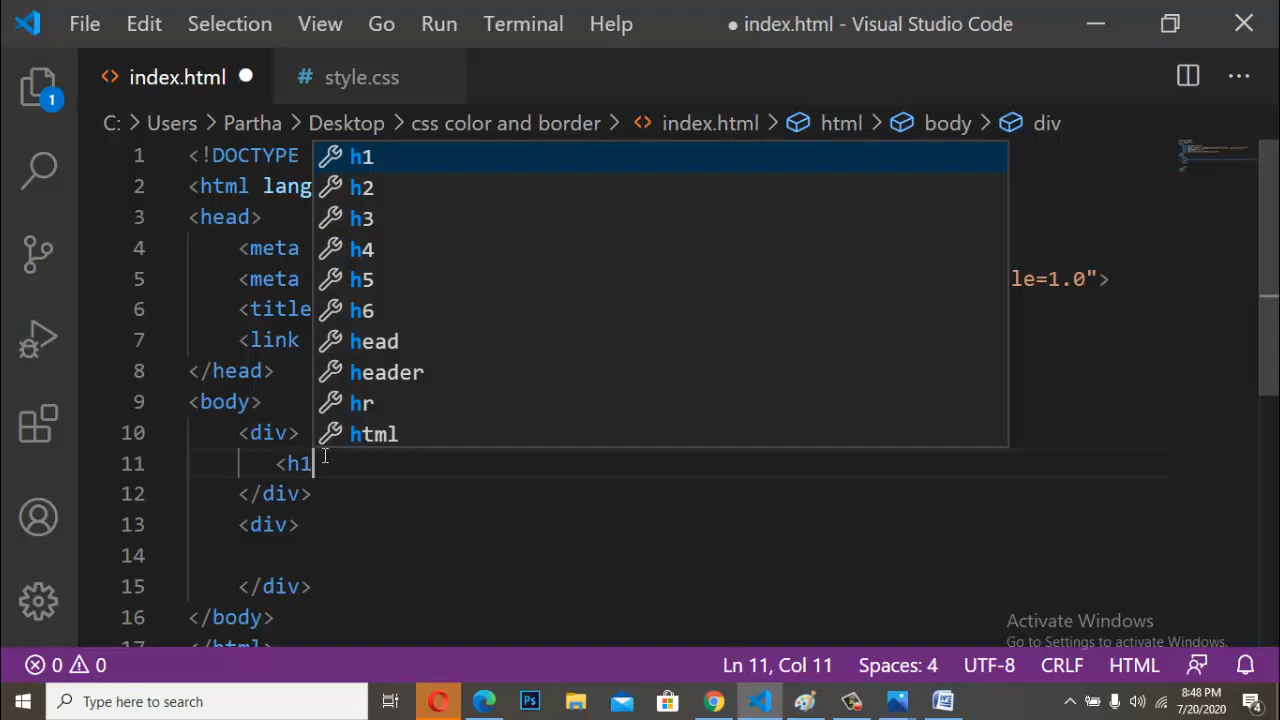 File Edit Selection View Go Run Terminal Help ● index.html - Visual Studio Code
index.html style.css
1
C: > Users > Partha > Desktop > css color and border > index.html > html > body > div
1 <!DOCTYPE
2 <html lang
3 <head>
4 <meta
5 <meta le=1.0">
6 <title
7 <link
8 </head>
9 <body>
10 <div>
11 <h1
12 </div>
13 <div>
14
15 </div>
16 </body>
17 </html>
h1
h2
h3
h4
h5
h6
head
header
hr
html
Activate Windows
Go to Settings to activate Windows.
0 0 Ln 11, Col 11 Spaces: 4 UTF-8 CRLF HTML
Type here to search
Ps
8:48 PM
7/20/2020
4